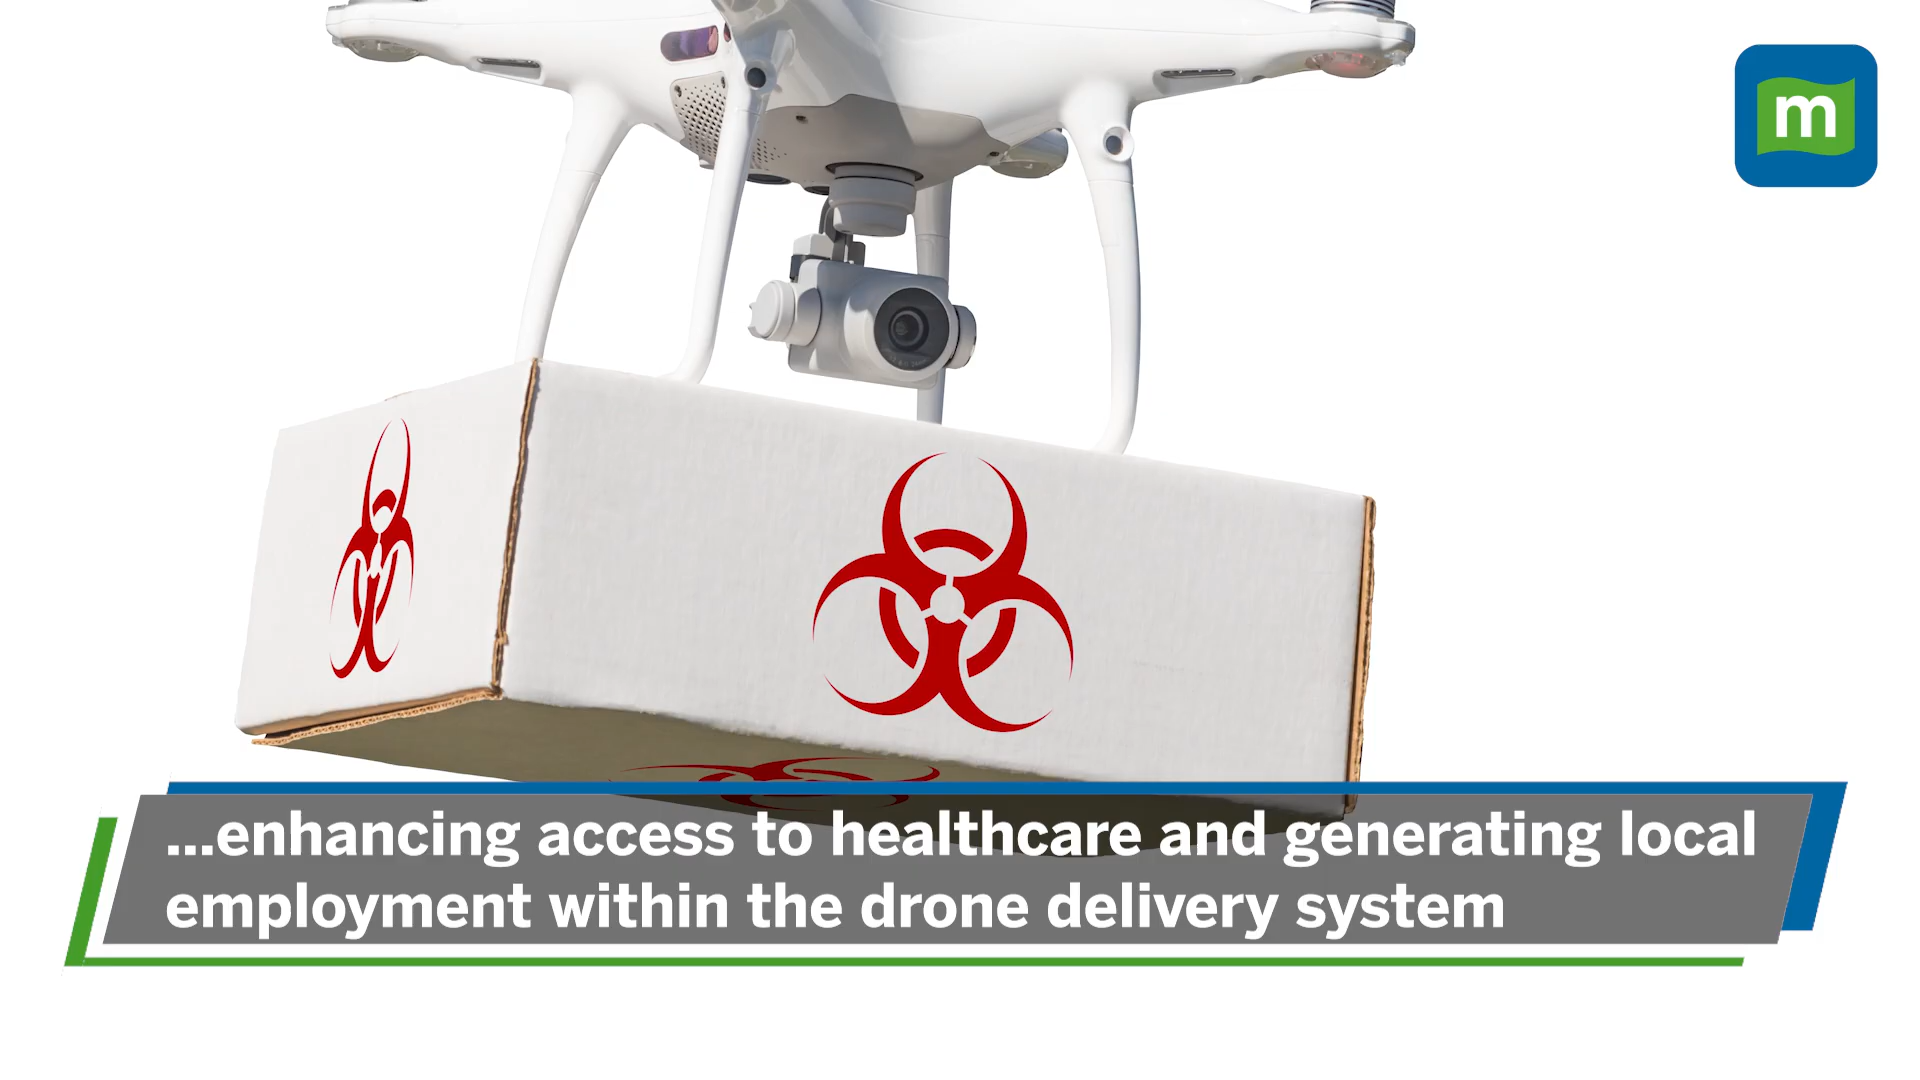 m
...enhancing access to healthcare and generating local
employment within the drone delivery system